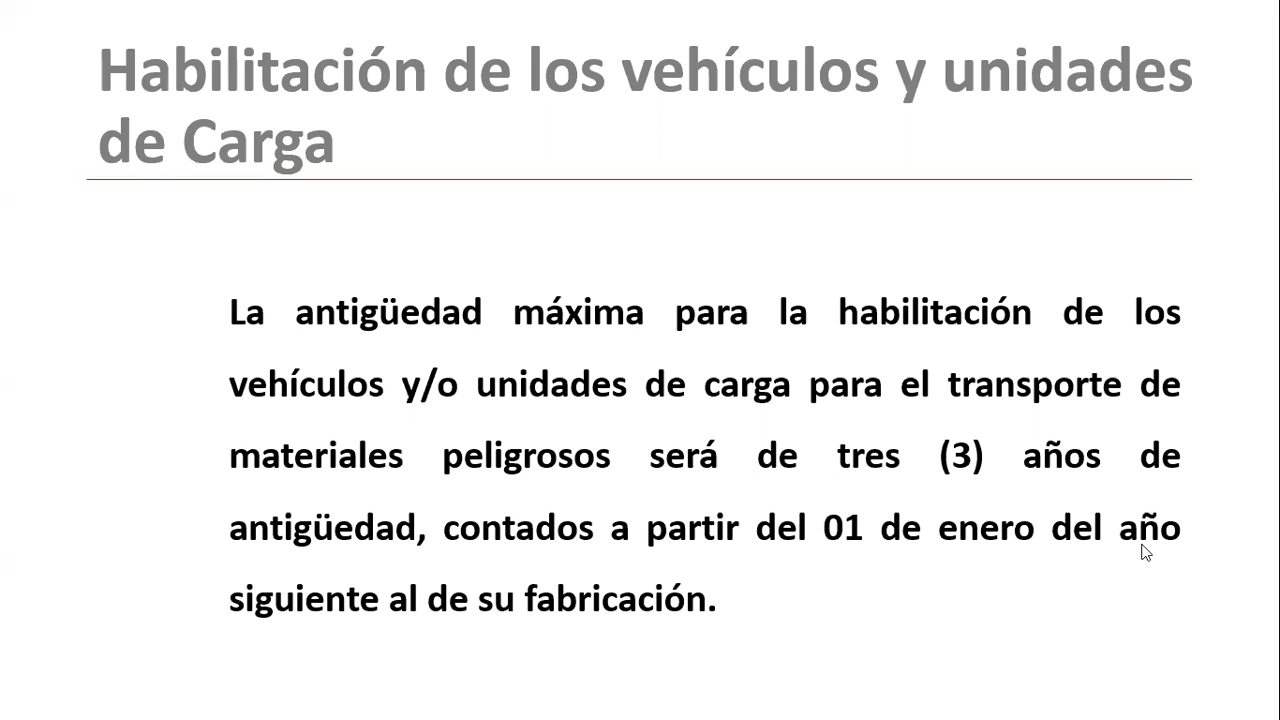 Habilitación de los vehículos y unidades
de Carga
La antigüedad máxima para la habilitación de los
vehículos y/o unidades de carga para el transporte de
materiales peligrosos será de tres (3) años de
antigüedad, contados a partir del 01 de enero del año
siguiente al de su fabricación.